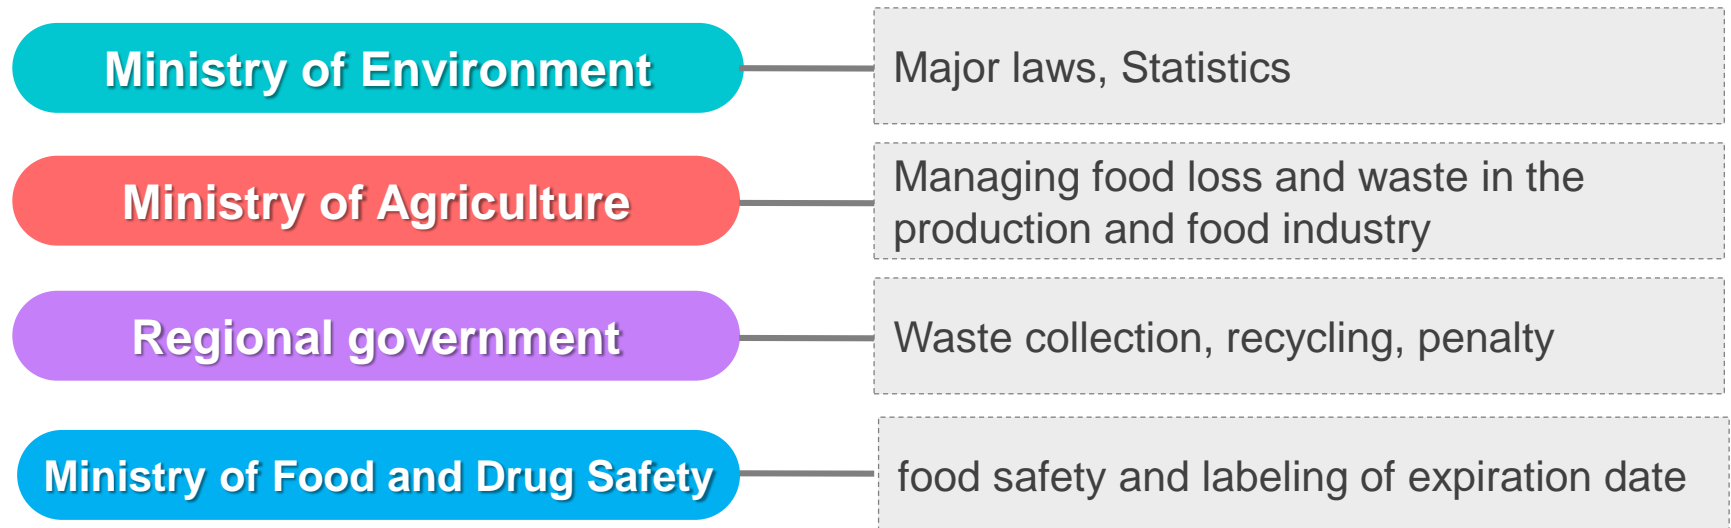 Ministry of Environment
Major laws, Statistics
Ministry of Agriculture
Managing food loss and waste in the
production and food industry
Regional government
Waste collection, recycling, penalty
Ministry of Food and Drug Safety
food safety and labeling of expiration date